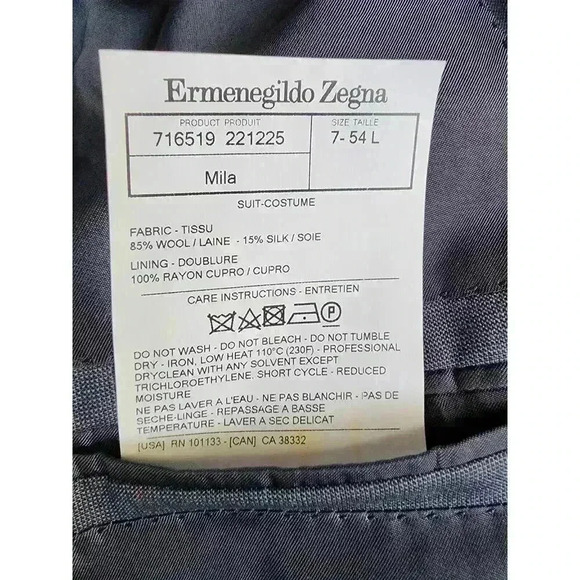 Ermenegildo Zegna
PRODUCT PRODUIT
716519 221225
SIZE TAILLE
7- 54 L
Mila
SUIT-COSTUME
FABRIC - TISSU
85% WOOL / LAINE - 15% SILK / SOIE
LINING - DOUBLURE
100% RAYON CUPRO / CUPRO
CARE INSTRUCTIONS - ENTRETIEN
P
DO NOT WASH - DO NOT BLEACH - DO NOT TUMBLE
DRY - IRON, LOW HEAT 110°C (230F) - PROFESSIONAL
DRYCLEAN WITH ANY SOLVENT EXCEPT
TRICHLOROETHYLENE, SHORT CYCLE - REDUCED
MOISTURE
NE PAS LAVER A L'EAU - NE PAS BLANCHIR - PAS DE
SECHE-LINGE - REPASSAGE A BASSE
TEMPERATURE - LAVER A SEC DELICAT
[USA] RN 101133 - [CAN] CA 38332